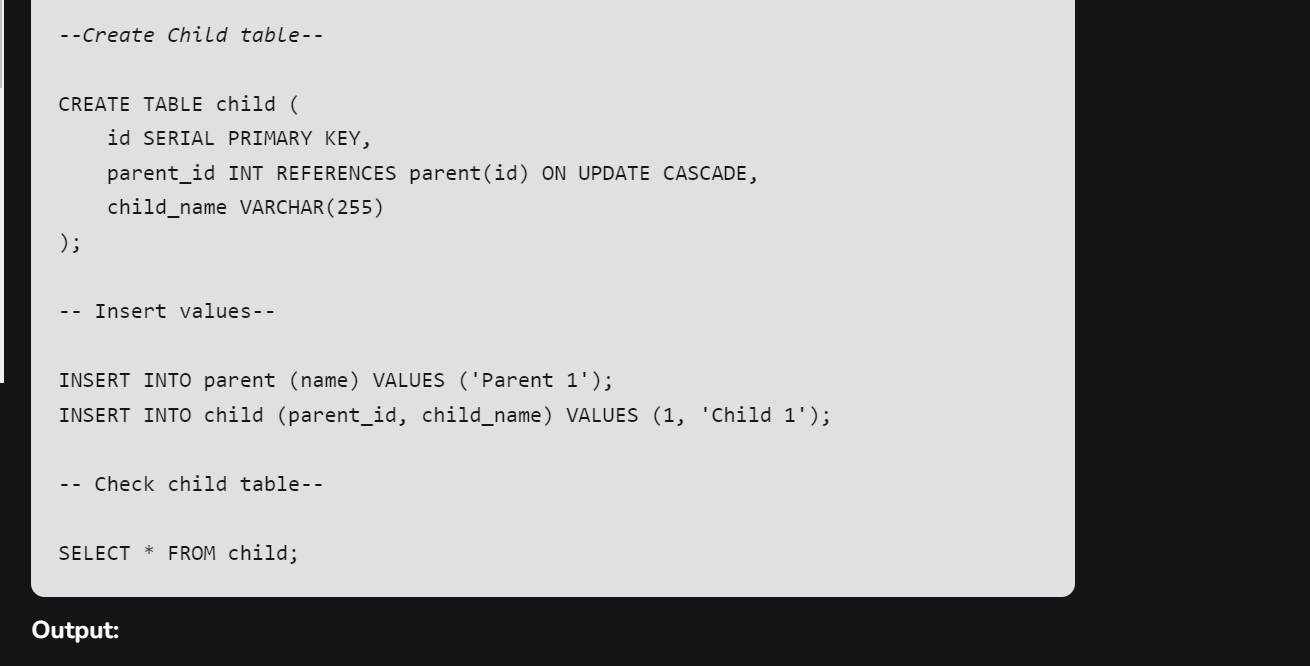 --Create Child table--
CREATE TABLE child (
    id SERIAL PRIMARY KEY,
    parent_id INT REFERENCES parent(id) ON UPDATE CASCADE,
    child_name VARCHAR(255)
);
-- Insert values--
INSERT INTO parent (name) VALUES ('Parent 1');
INSERT INTO child (parent_id, child_name) VALUES (1, 'Child 1');
-- Check child table--
SELECT * FROM child;
Output: